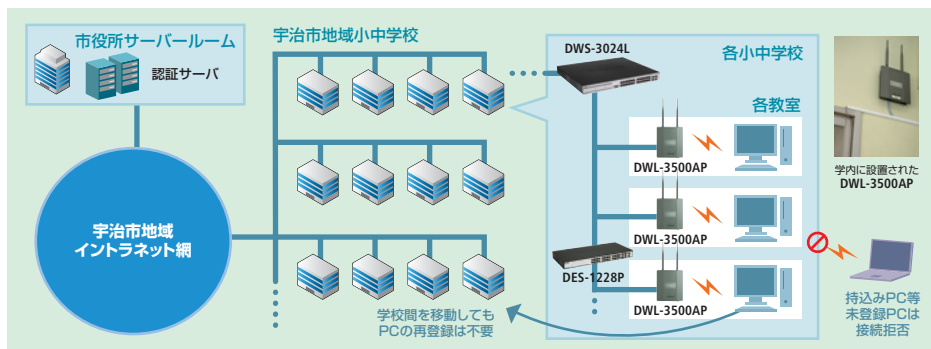 市役所サーバールーム
認証サーバ
宇治市地域
イントラネット網
宇治市地域小中学校
学校間を移動しても
PCの再登録は不要
DWS-3024L
各小中学校
各教室
DWL-3500AP
DWL-3500AP
DES-1228P
DWL-3500AP
学内に設置された
DWL-3500AP
持込みPC等
未登録PCは
接続拒否